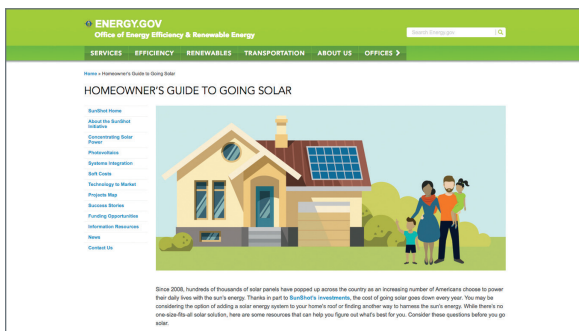 ENERGY.GOV
Office of Energy Efficiency & Renewable Energy
Search Energy.gov
SERVICES EFFICIENCY RENEWABLES TRANSPORTATION ABOUT US OFFICES
Home » Homeowner's Guide to Going Solar
HOMEOWNER'S GUIDE TO GOING SOLAR
SunShot Home
About the SunShot
Initiative
Concentrating Solar
Power
Photovoltaics
Systems Integration
Soft Costs
Technology to Market
Projects Map
Success Stories
Funding Opportunities
Information Resources
News
Contact Us
Since 2008, hundreds of thousands of solar panels have popped up across the country as an increasing number of Americans choose to power
their daily lives with the sun's energy. Thanks in part to SunShot's investments, the cost of going solar goes down every year. You may be
considering the option of adding a solar energy system to your home's roof or finding another way to harness the sun's energy. While there's no
one-size-fits-all solar solution, here are some resources that can help you figure out what's best for you. Consider these questions before you go
solar.